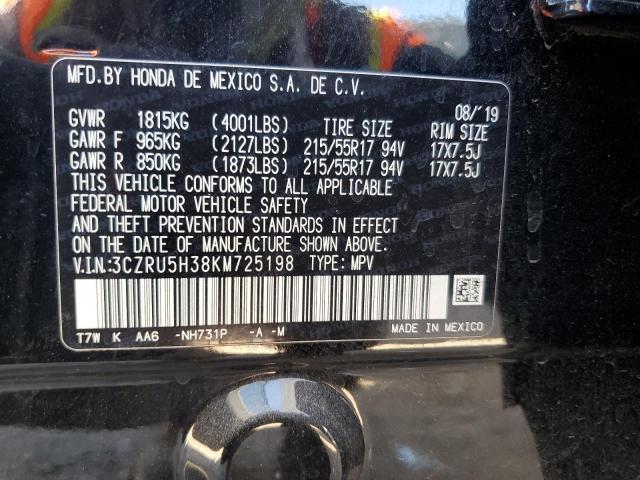 MFD.BY HONDA DE MEXICO S.A. DE C.V.
08/'19
GVWR 1815KG (4001LBS) TIRE SIZE RIM SIZE
GAWR F 965KG (2127LBS) 215/55R17 94V 17X7.5J
GAWR R 850KG (1873LBS) 215/55R17 94V 17X7.5J
THIS VEHICLE CONFORMS TO ALL APPLICABLE
FEDERAL MOTOR VEHICLE SAFETY
AND THEFT PREVENTION STANDARDS IN EFFECT
ON THE DATE OF MANUFACTURE SHOWN ABOVE.
V.I.N:3CZRU5H38KM725198 TYPE: MPV
T7W K AA6 -NH731P -A -M
MADE IN MEXICO